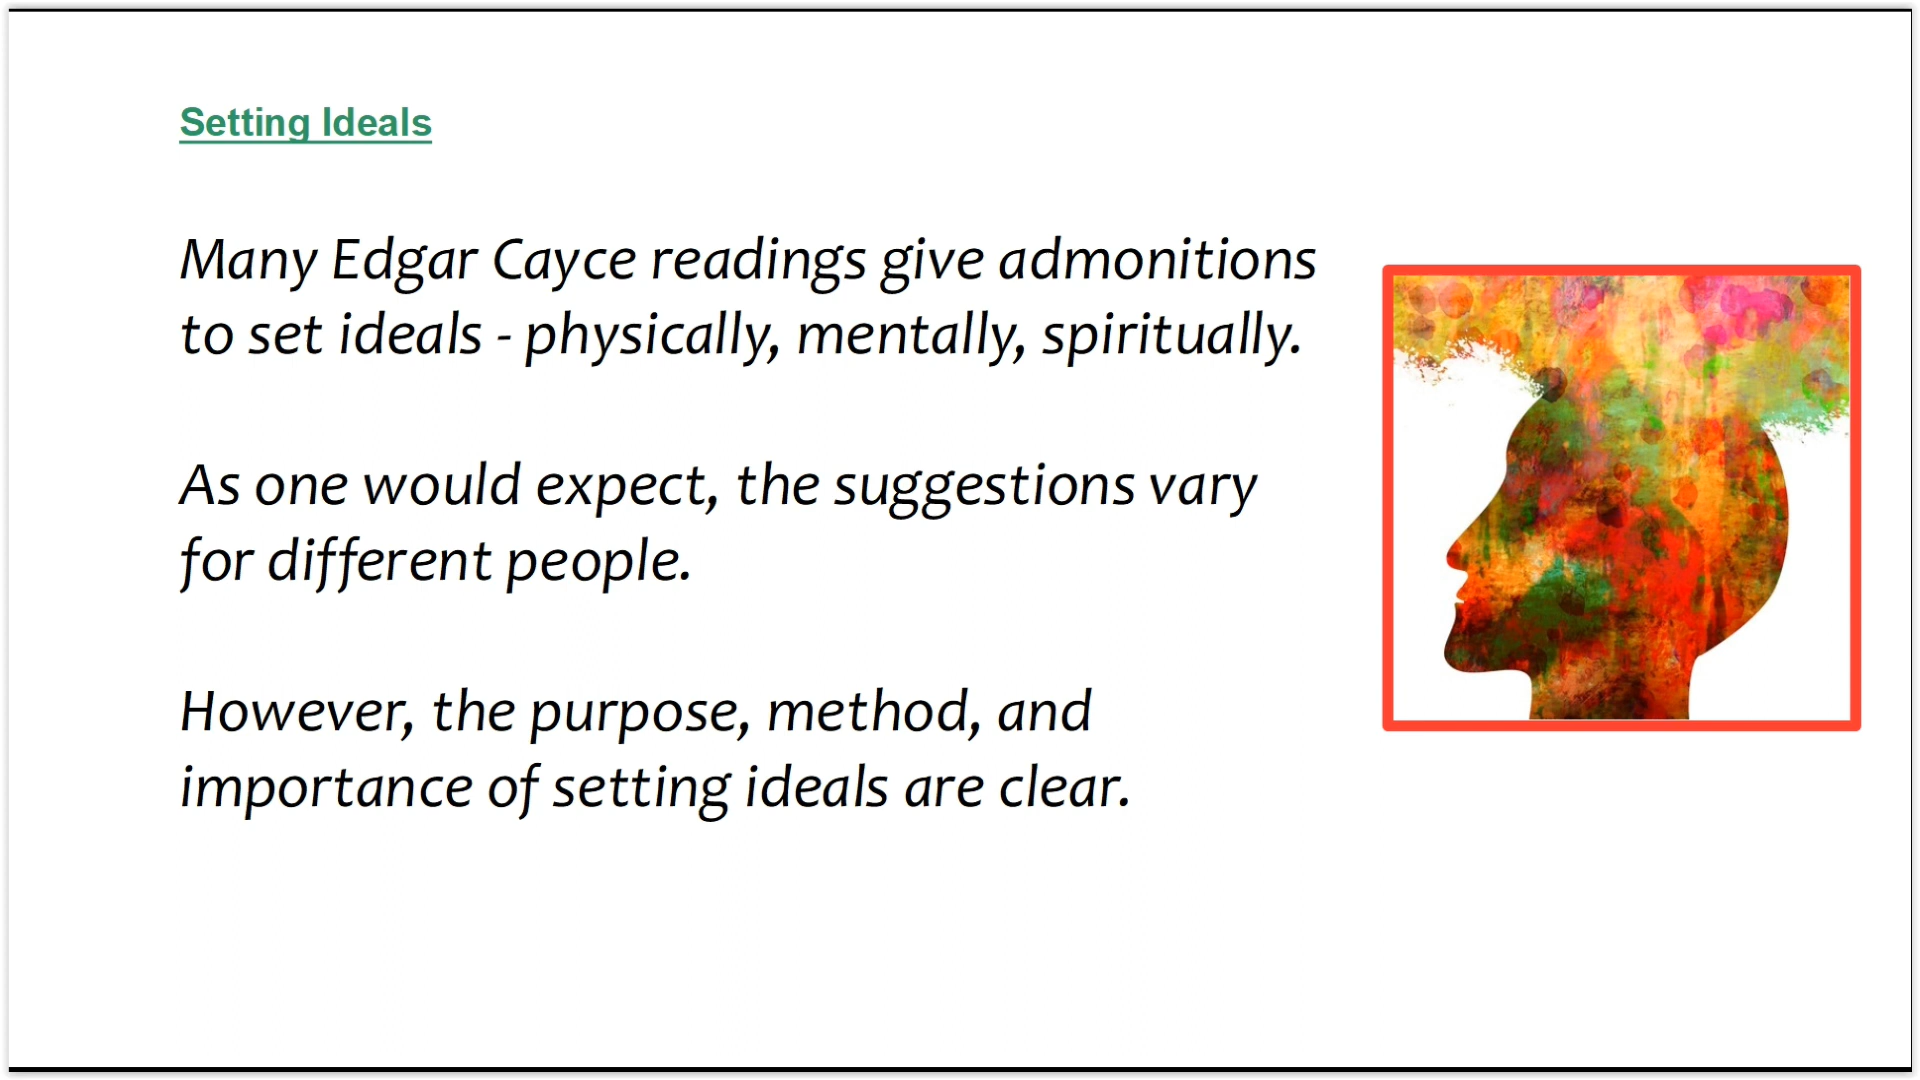 Setting Ideals
Many Edgar Cayce readings give admonitions
to set ideals - physically, mentally, spiritually.
As one would expect, the suggestions vary
for different people.
However, the purpose, method, and
importance of setting ideals are clear.